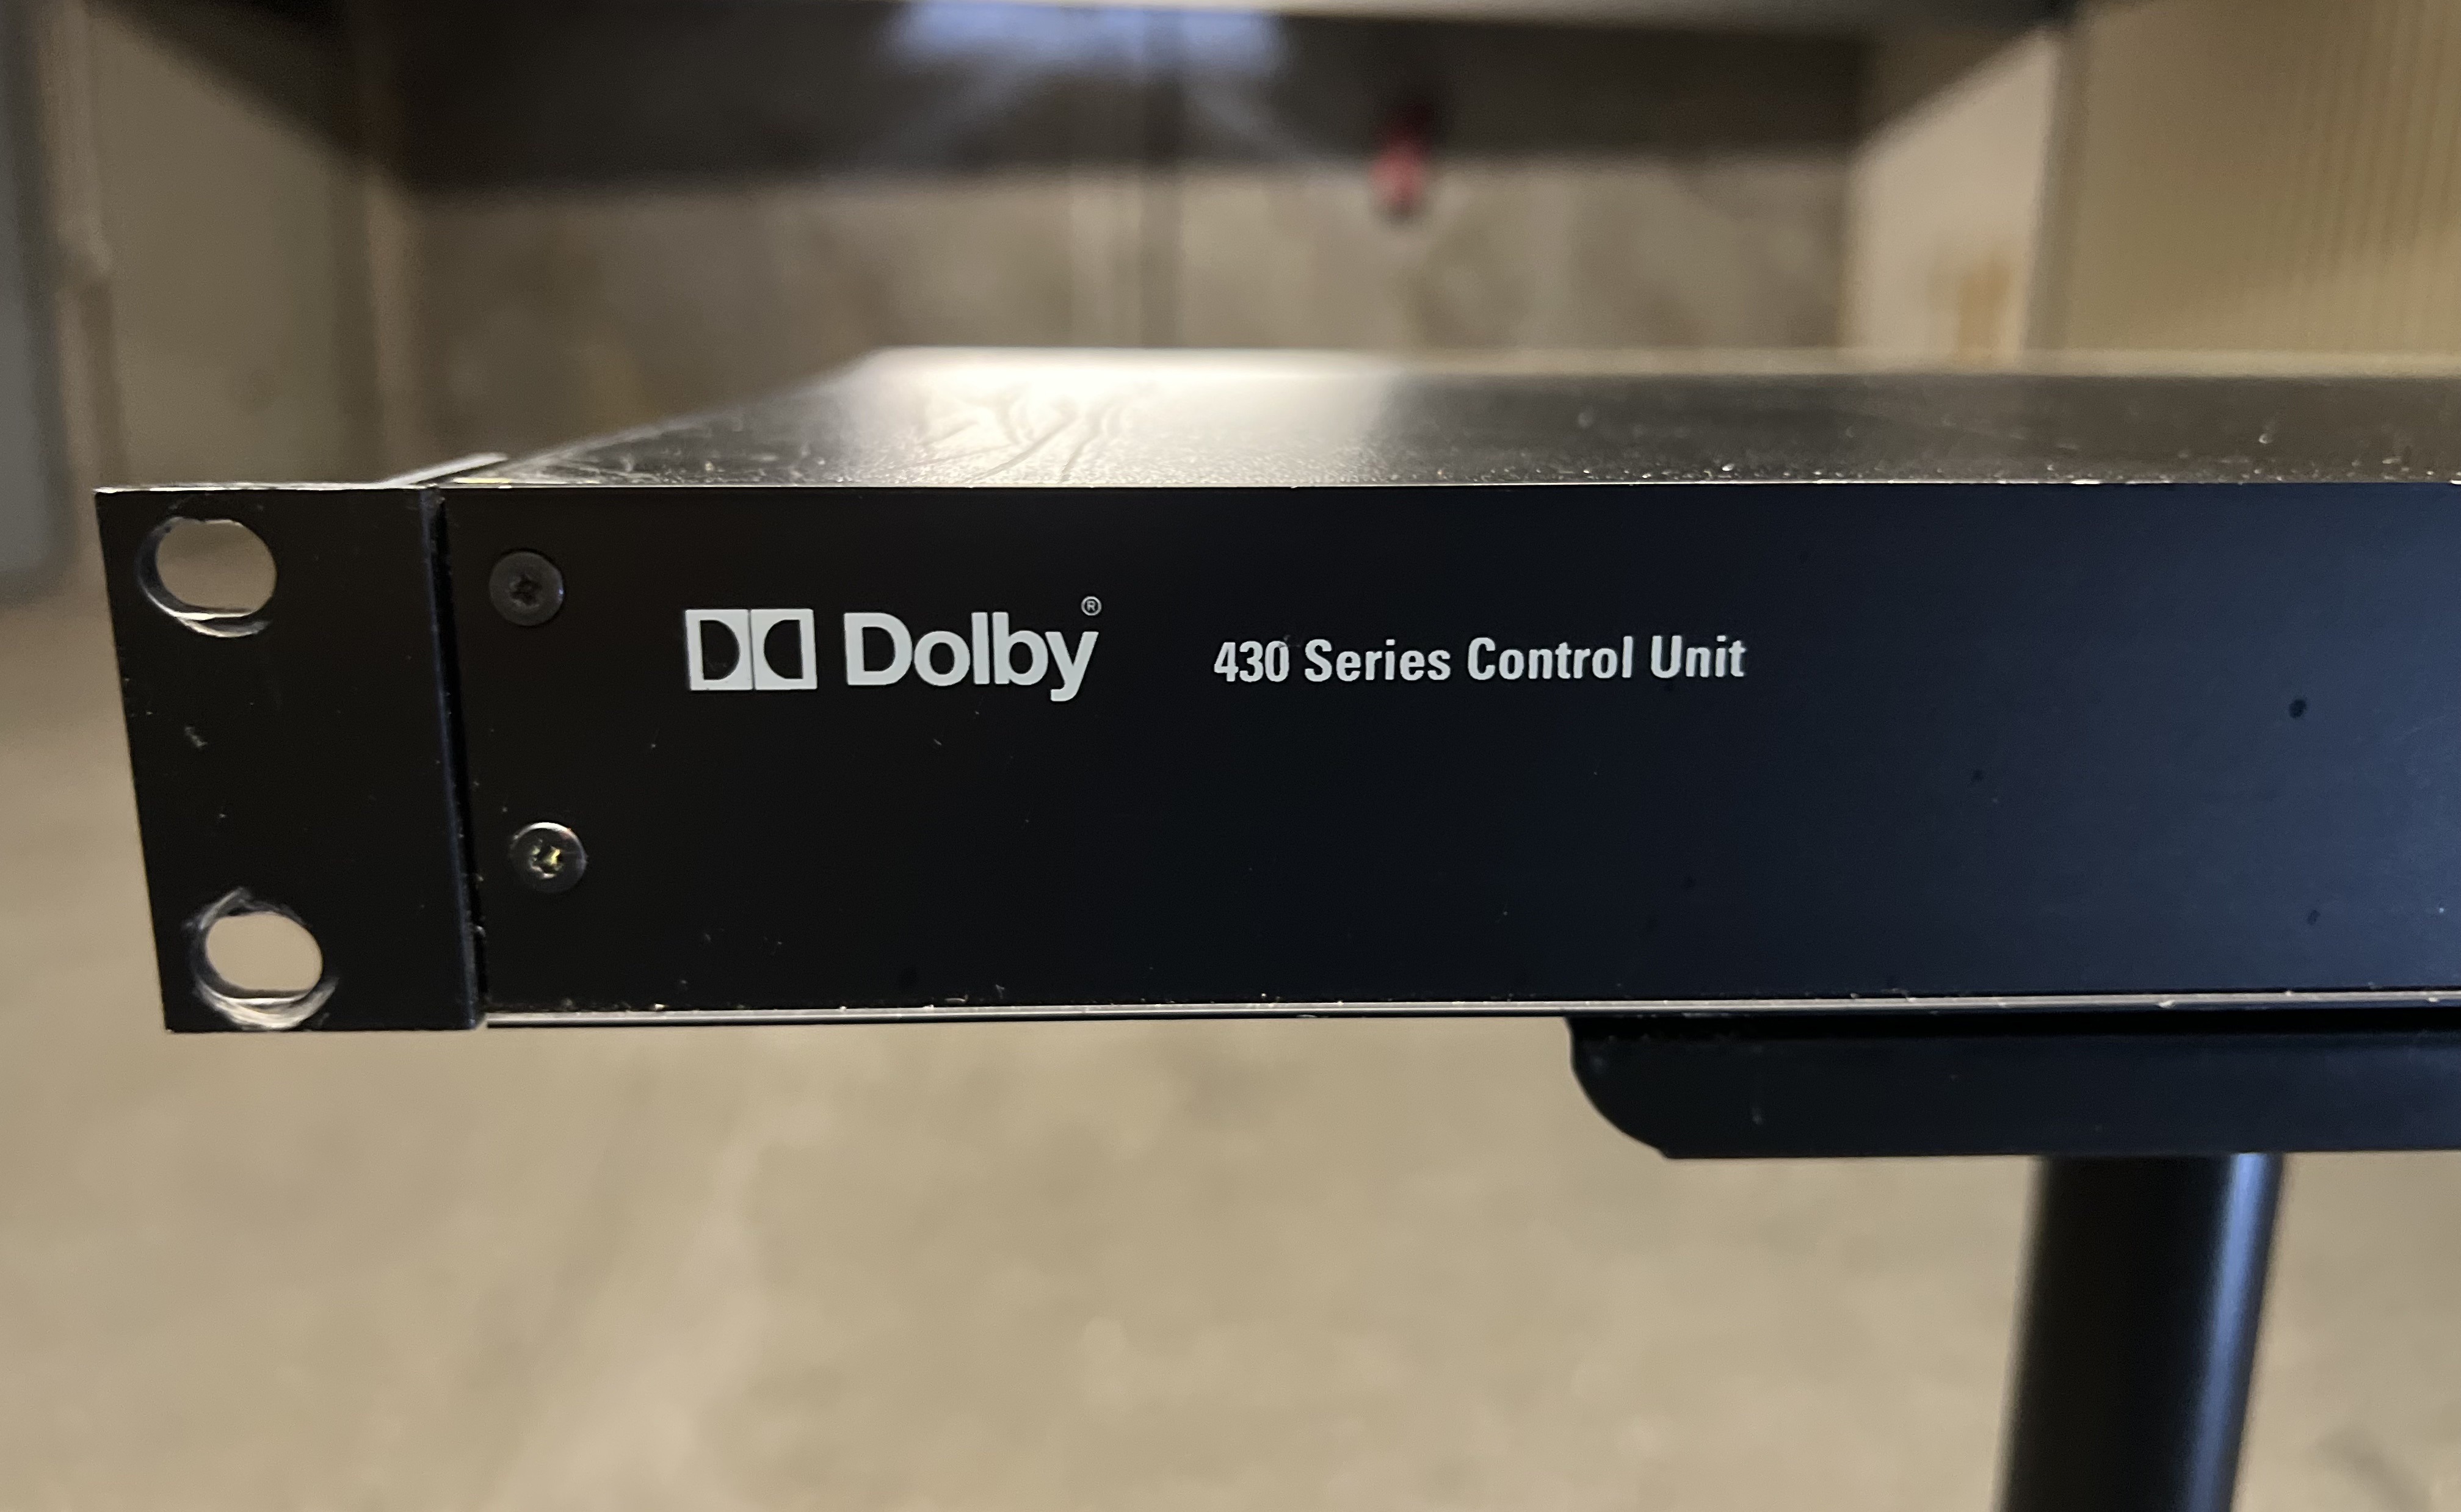 Dolby® 430 Series Control Unit